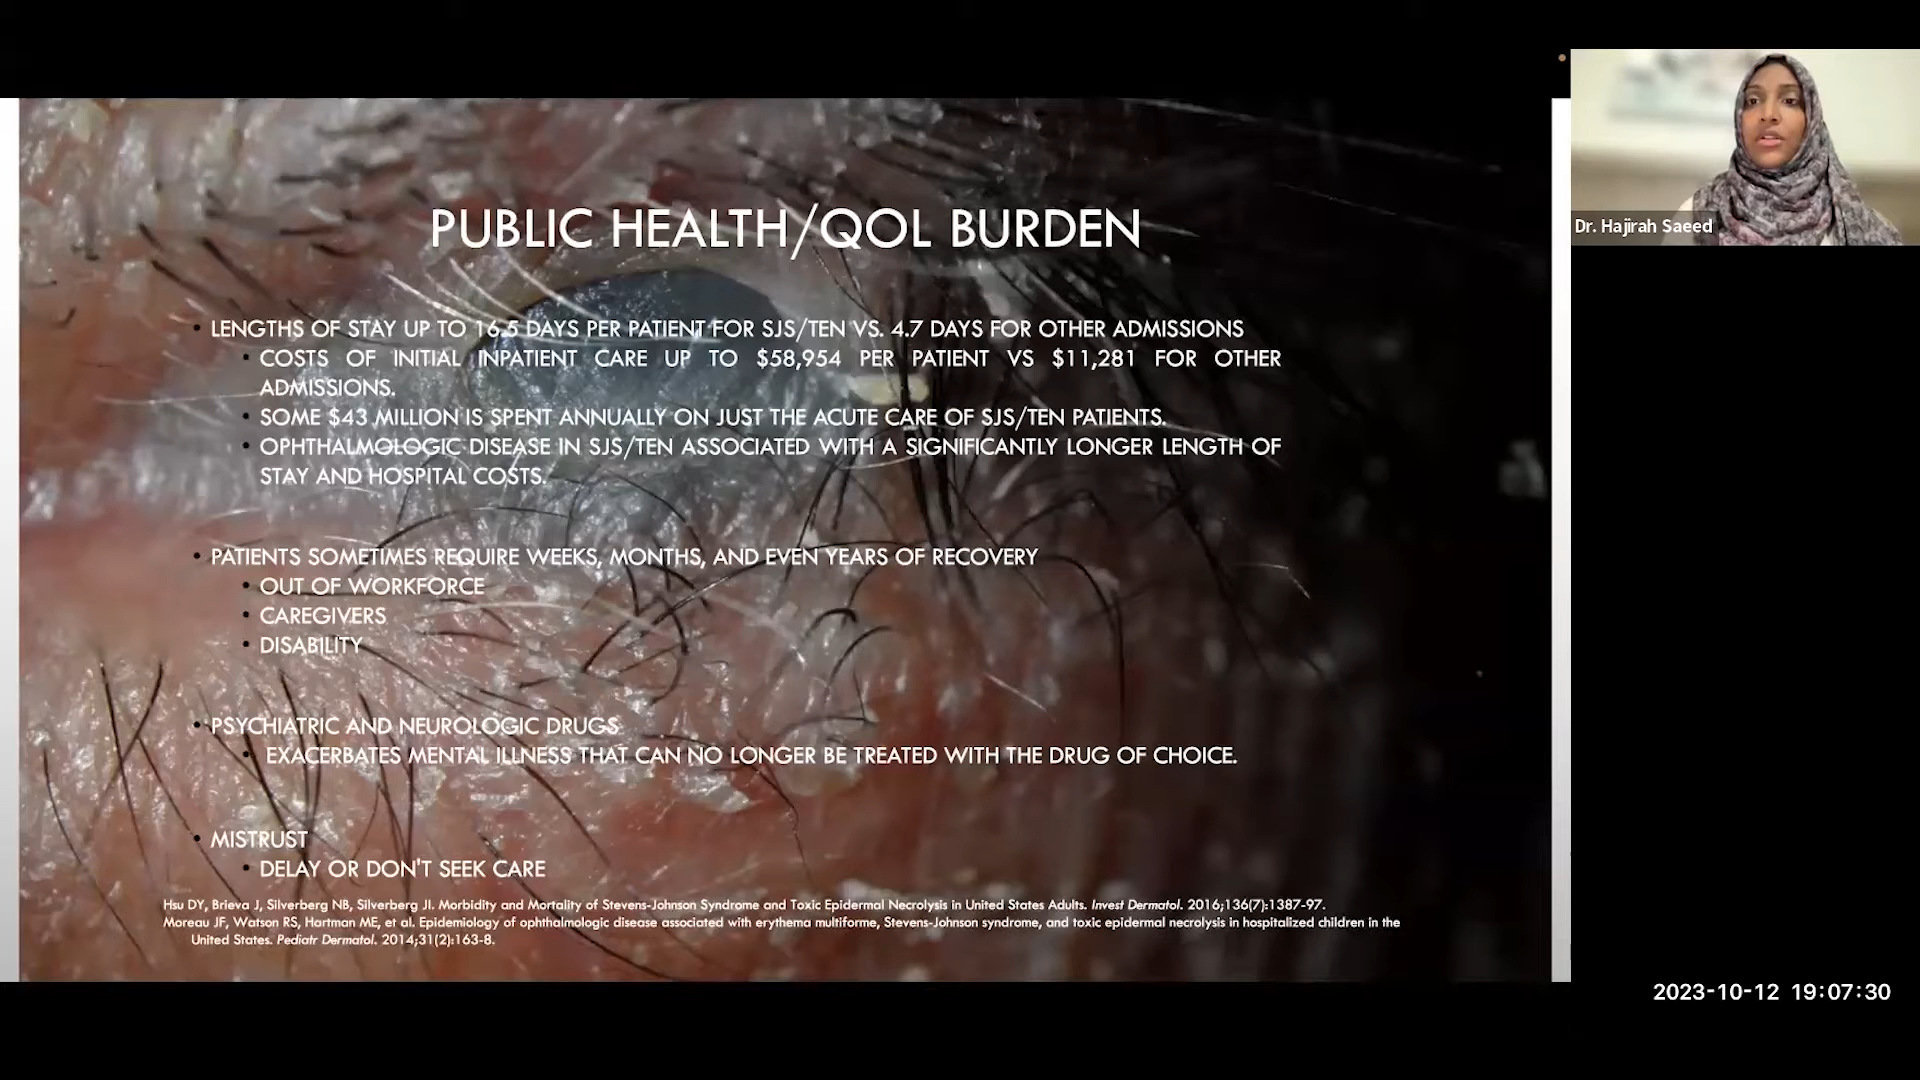 PUBLIC HEALTH/QOL BURDEN
• LENGTHS OF STAY UP TO 16.5 DAYS PER PATIENT FOR SJS/TEN VS. 4.7 DAYS FOR OTHER ADMISSIONS
• COSTS OF INITIAL INPATIENT CARE UP TO $58,954 PER PATIENT VS $11,281 FOR OTHER
ADMISSIONS.
• SOME $43 MILLION IS SPENT ANNUALLY ON JUST THE ACUTE CARE OF SJS/TEN PATIENTS.
• OPHTHALMOLOGIC DISEASE IN SJS/TEN ASSOCIATED WITH A SIGNIFICANTLY LONGER LENGTH OF
STAY AND HOSPITAL COSTS.
• PATIENTS SOMETIMES REQUIRE WEEKS, MONTHS, AND EVEN YEARS OF RECOVERY
• OUT OF WORKFORCE
• CAREGIVERS
• DISABILITY
• PSYCHIATRIC AND NEUROLOGIC DRUGS
• EXACERBATES MENTAL ILLNESS THAT CAN NO LONGER BE TREATED WITH THE DRUG OF CHOICE.
• MISTRUST
• DELAY OR DON'T SEEK CARE
Hsu DY, Brieva J, Silverberg NB, Silverberg JI. Morbidity and Mortality of Stevens-Johnson Syndrome and Toxic Epidermal Necrolysis in United States Adults. Invest Dermatol. 2016;136(7):1387-97.
Moreau JF, Watson RS, Hartman ME, et al. Epidemiology of ophthalmologic disease associated with erythema multiforme, Stevens-Johnson syndrome, and toxic epidermal necrolysis in hospitalized children in the
United States. Pediatr Dermatol. 2014;31(2):163-8.
Dr. Hajirah Saeed
2023-10-12 19:07:30